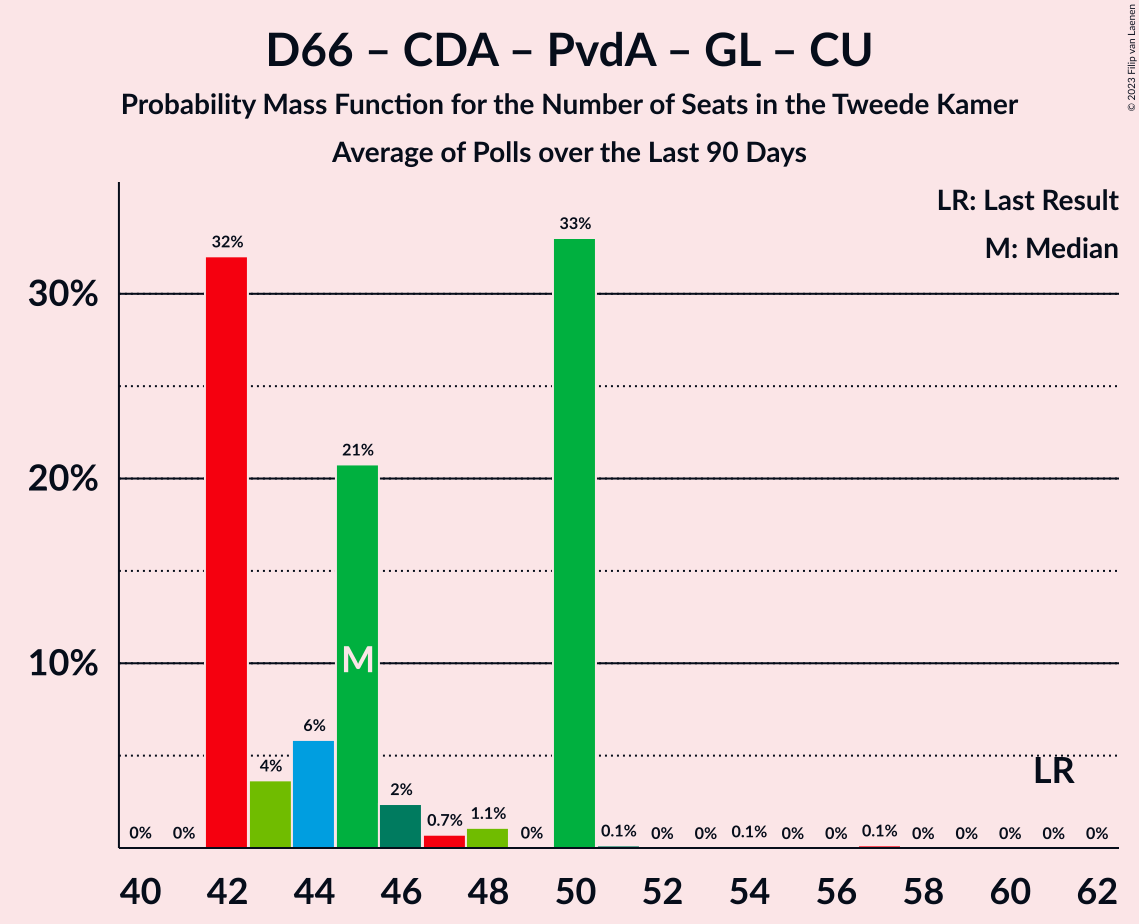 D66 – CDA – PvdA – GL – CU
Probability Mass Function for the Number of Seats in the Tweede Kamer
Average of Polls over the Last 90 Days
© 2023 Filip van Laenen
LR: Last Result
M: Median
30%
20%
10%
0% 0% 32% 4% 6% 21% 2% 0.7% 1.1% 0% 33% 0.1% 0% 0% 0.1% 0% 0% 0.1% 0% 0% 0% 0% 0%
M
LR
40 42 44 46 48 50 52 54 56 58 60 62